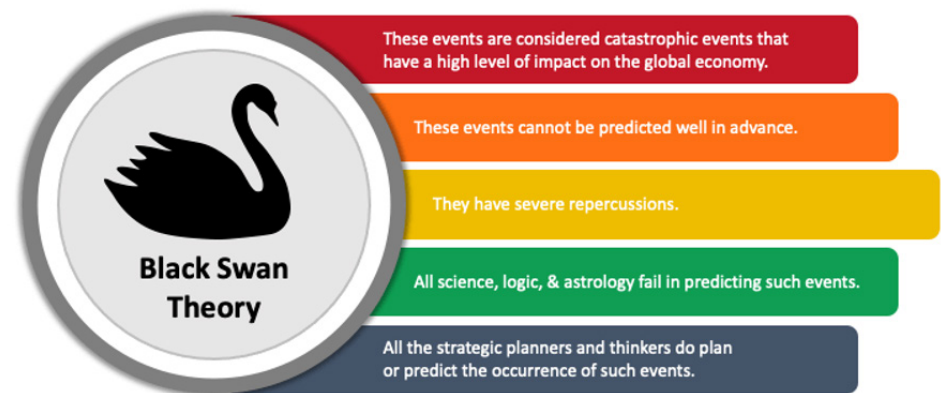 Black Swan
Theory
These events are considered catastrophic events that
have a high level of impact on the global economy.
These events cannot be predicted well in advance.
They have severe repercussions.
All science, logic, & astrology fail in predicting such events.
All the strategic planners and thinkers do plan
or predict the occurrence of such events.